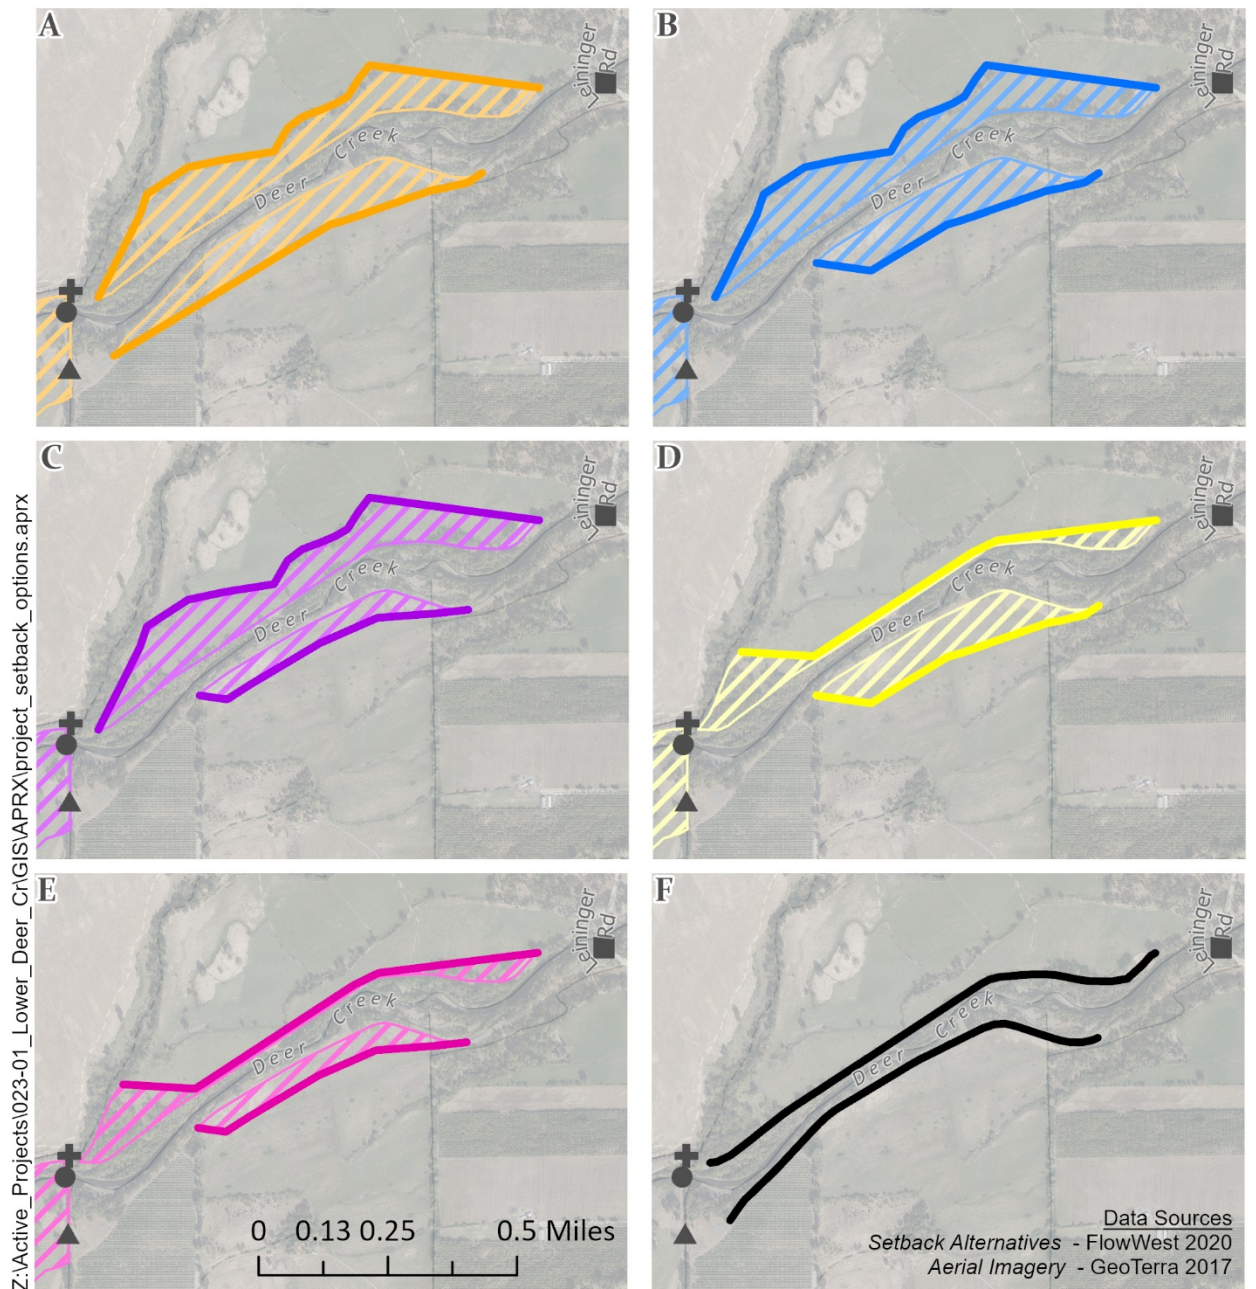 A
Leininger
Rd
Deer Creek
B
Leininger
Rd
Deer Creek
C
Leininger
Rd
Deer Creek
D
Leininger
Rd
Deer Creek
E
Leininger
Rd
Deer Creek
F
Leininger
Rd
Deer Creek
0 0.13 0.25 0.5 Miles
Data Sources
Setback Alternatives - FlowWest 2020
Aerial Imagery - GeoTerra 2017
Z:\Active_Projects\023-01_Lower_Deer_Cr\GIS\APRX\project_setback_options.aprx